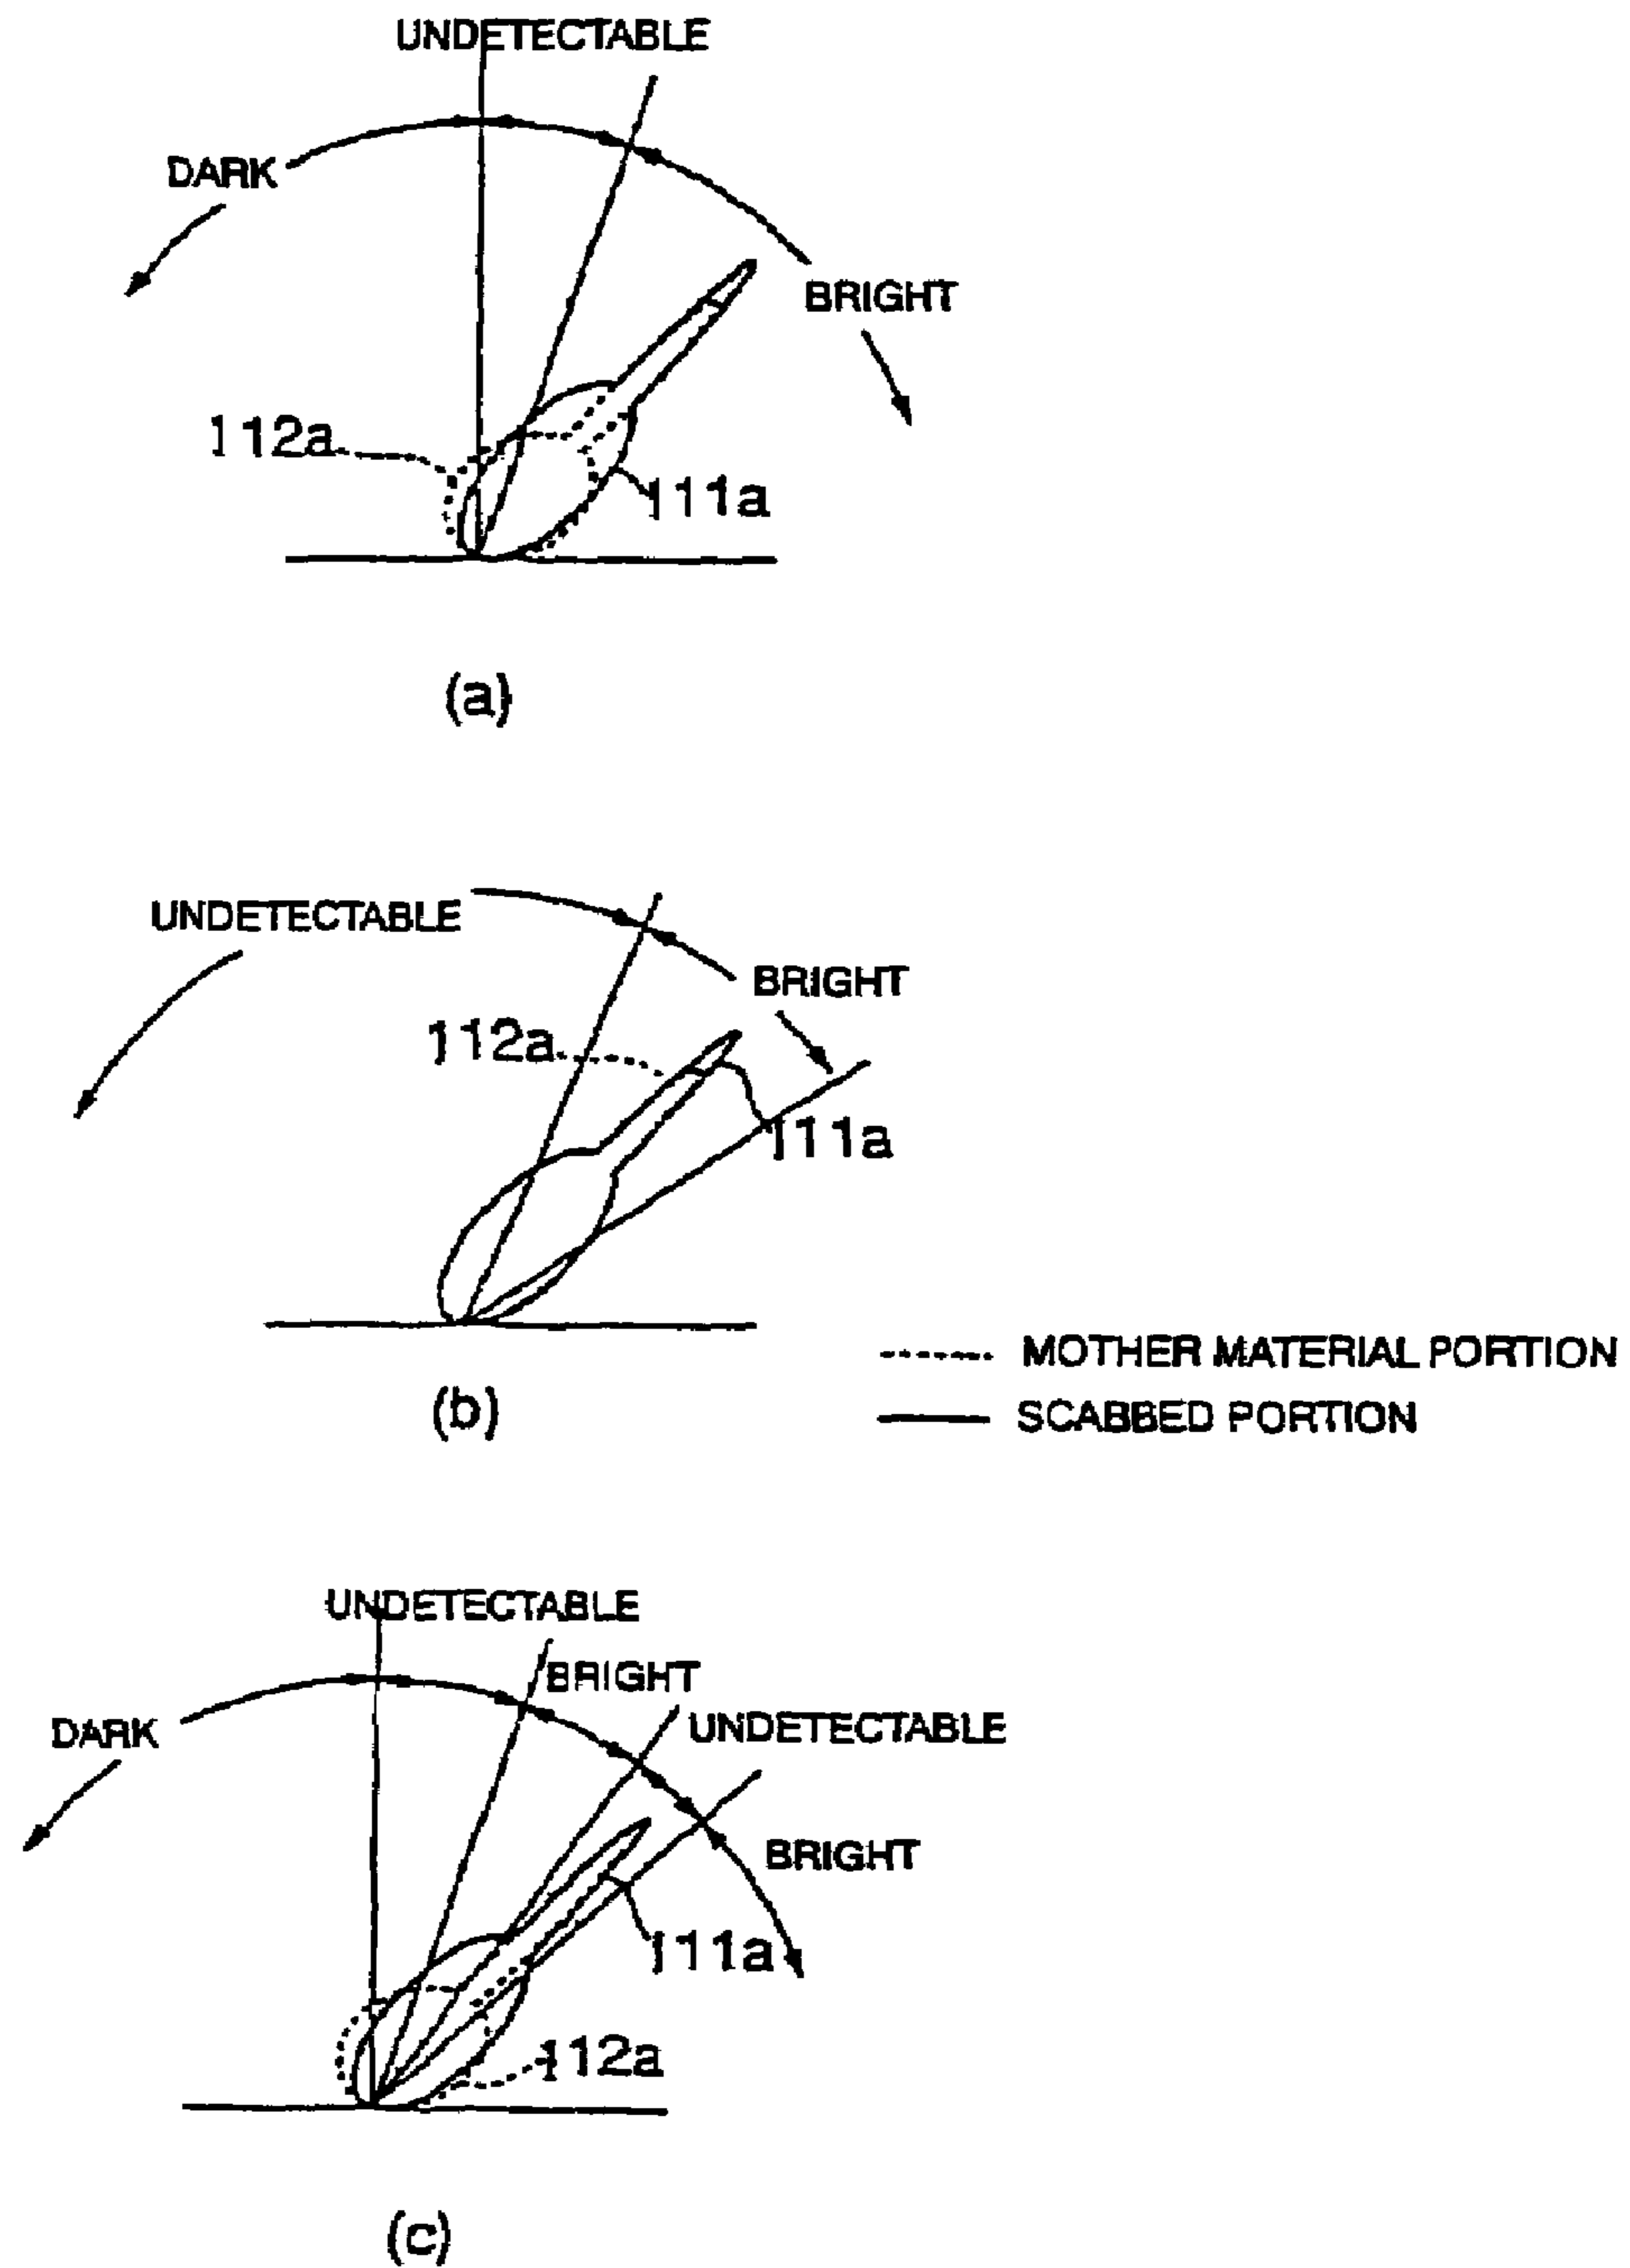 UNDETECTABLE
DARK
BRIGHT
112a
111a
(a)
UNDETECTABLE
BRIGHT
112a
111a
MOTHER MATERIAL PORTION
(b)
SCABBED PORTION
UNDETECTABLE
BRIGHT
UNDETECTABLE
DARK
BRIGHT
111a
112a
(c)